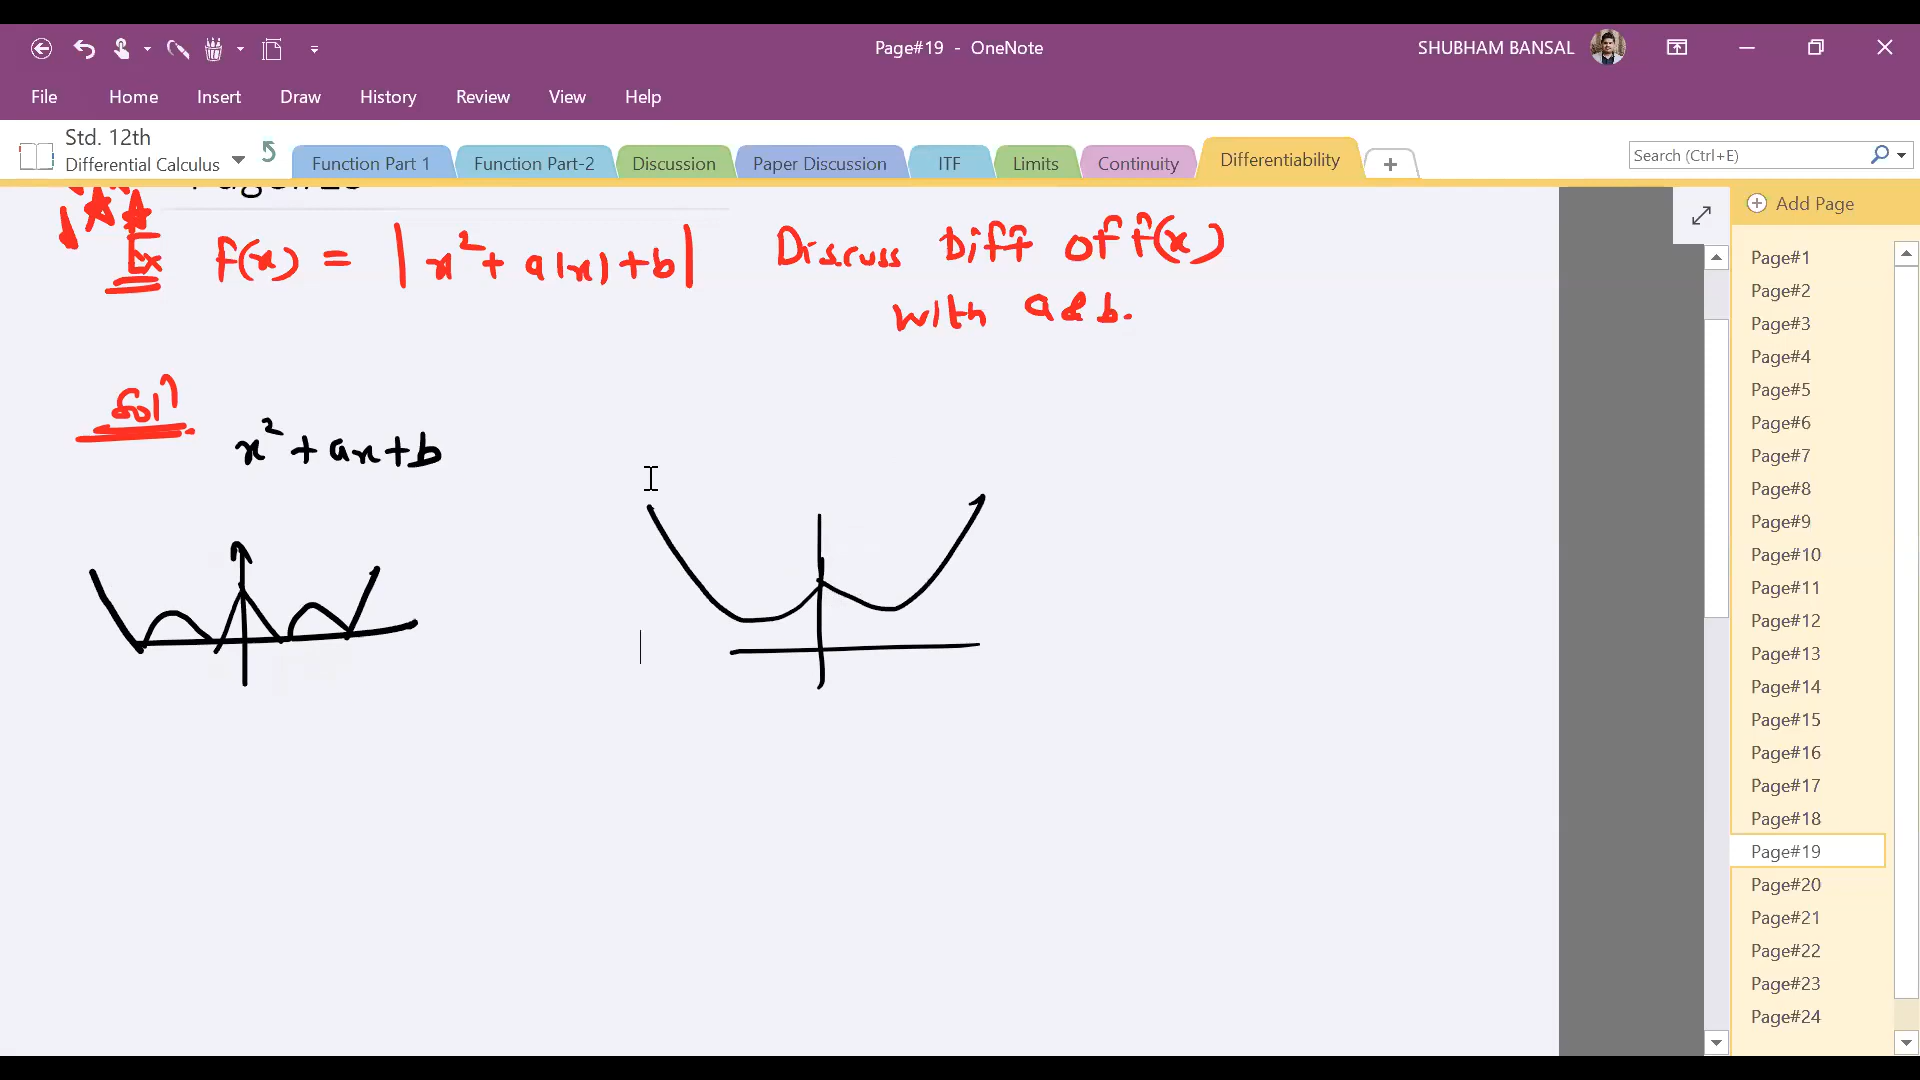 Page#19 - OneNote
SHUBHAM BANSAL
File Home Insert Draw History Review View Help
Std. 12th
Differential Calculus
Function Part 1
Function Part-2
Discussion
Paper Discussion
ITF
Limits
Continuity
Differentiability
Search (Ctrl+E)
Add Page
Page#1
Page#2
Page#3
Page#4
Page#5
Page#6
Page#7
Page#8
Page#9
Page#10
Page#11
Page#12
Page#13
Page#14
Page#15
Page#16
Page#17
Page#18
Page#19
Page#20
Page#21
Page#22
Page#23
Page#24
Ex f(x) = |x² + a|x| + b| Discuss Diff of f(x)
with a & b.
Solⁿ
x² + ax + b